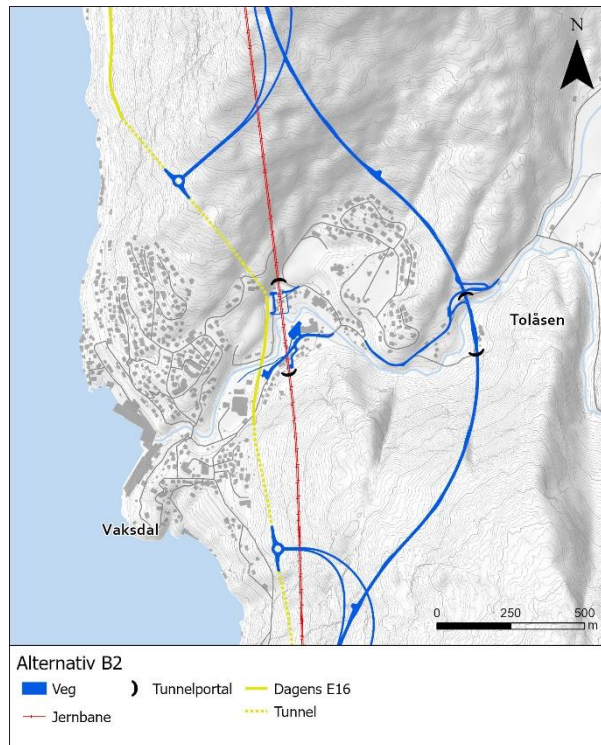 N
Tolåsen
Vaksdal
0 250 500
m
Alternativ B2
Veg Tunnelportal Dagens E16
Jernbane Tunnel